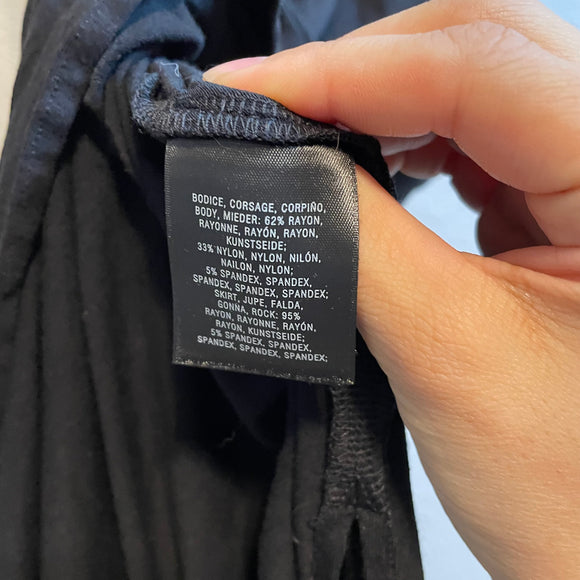 BODICE, CORSAGE, CORPIÑO,
BODY, MIEDER: 62% RAYON,
RAYONNE, RAYÓN, RAYON,
KUNSTSEIDE;
33% NYLON, NYLON, NILÓN,
NAILON, NYLON;
5% SPANDEX, SPANDEX,
SPANDEX, SPANDEX, SPANDEX;
SKIRT, JUPE, FALDA,
GONNA, ROCK: 95%
RAYON, RAYONNE, RAYÓN,
RAYON, KUNSTSEIDE;
5% SPANDEX, SPANDEX,
SPANDEX, SPANDEX, SPANDEX;